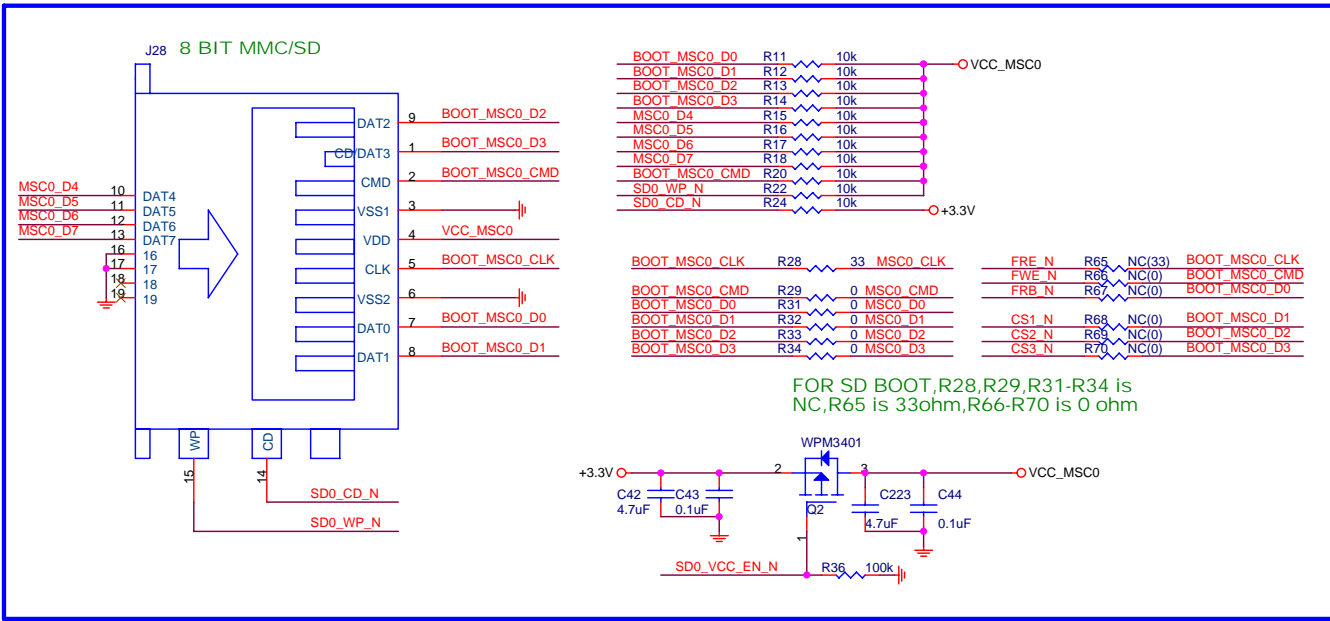 J28 8 BIT MMC/SD
DAT2 9 BOOT_MSC0_D2
CD/DAT3 1 BOOT_MSC0_D3
CMD 2 BOOT_MSC0_CMD
VSS1 3
VDD 4 VCC_MSC0
CLK 5 BOOT_MSC0_CLK
VSS2 6
DAT0 7 BOOT_MSC0_D0
DAT1 8 BOOT_MSC0_D1
MSC0_D4 10 DAT4
MSC0_D5 11 DAT5
MSC0_D6 12 DAT6
MSC0_D7 13 DAT7
16 16
17 17
18 18
19 19
WP CD
15 14
SD0_CD_N
SD0_WP_N
BOOT_MSC0_D0 R11 10k VCC_MSC0
BOOT_MSC0_D1 R12 10k
BOOT_MSC0_D2 R13 10k
BOOT_MSC0_D3 R14 10k
MSC0_D4 R15 10k
MSC0_D5 R16 10k
MSC0_D6 R17 10k
MSC0_D7 R18 10k
BOOT_MSC0_CMD R20 10k
SD0_WP_N R22 10k
SD0_CD_N R24 10k +3.3V
BOOT_MSC0_CLK R28 33 MSC0_CLK
BOOT_MSC0_CMD R29 0 MSC0_CMD
BOOT_MSC0_D0 R31 0 MSC0_D0
BOOT_MSC0_D1 R32 0 MSC0_D1
BOOT_MSC0_D2 R33 0 MSC0_D2
BOOT_MSC0_D3 R34 0 MSC0_D3
FRE_N R65 NC(33) BOOT_MSC0_CLK
FWE_N R66 NC(0) BOOT_MSC0_CMD
FRB_N R67 NC(0) BOOT_MSC0_D0
CS1_N R68 NC(0) BOOT_MSC0_D1
CS2_N R69 NC(0) BOOT_MSC0_D2
CS3_N R70 NC(0) BOOT_MSC0_D3
FOR SD BOOT,R28,R29,R31-R34 is
NC,R65 is 33ohm,R66-R70 is 0 ohm
WPM3401
+3.3V 2 3 VCC_MSC0
C42 C43 Q2 C223 C44
4.7uF 0.1uF 4.7uF 0.1uF
1
SD0_VCC_EN_N R36 100k